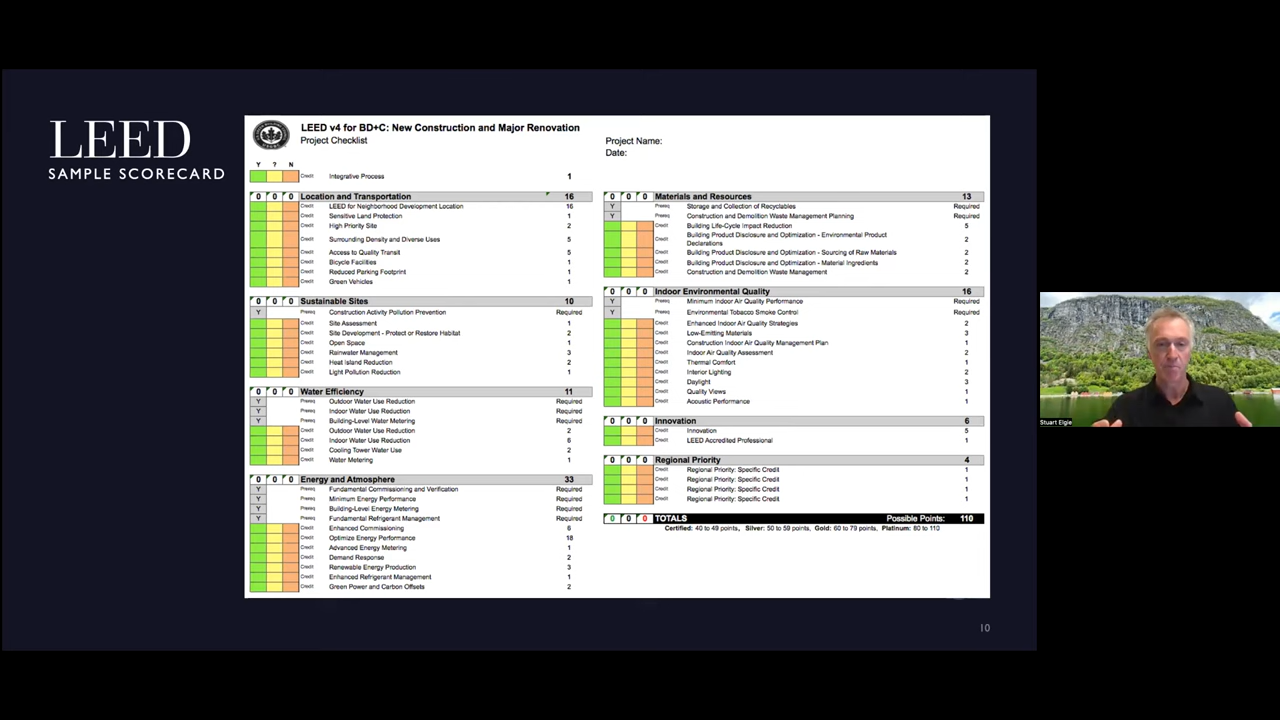 LEED
SAMPLE SCORECARD
LEED v4 for BD+C: New Construction and Major Renovation
Project Checklist
Project Name:
Date:
Y ? N
Credit Integrative Process 1
0 0 0 Location and Transportation 16
Credit LEED for Neighborhood Development Location 16
Credit Sensitive Land Protection 1
Credit High Priority Site 2
Credit Surrounding Density and Diverse Uses 5
Credit Access to Quality Transit 5
Credit Bicycle Facilities 1
Credit Reduced Parking Footprint 1
Credit Green Vehicles 1
0 0 0 Sustainable Sites 10
Y Prereq Construction Activity Pollution Prevention Required
Credit Site Assessment 1
Credit Site Development - Protect or Restore Habitat 2
Credit Open Space 1
Credit Rainwater Management 3
Credit Heat Island Reduction 2
Credit Light Pollution Reduction 1
0 0 0 Water Efficiency 11
Y Prereq Outdoor Water Use Reduction Required
Y Prereq Indoor Water Use Reduction Required
Y Prereq Building-Level Water Metering Required
Credit Outdoor Water Use Reduction 2
Credit Indoor Water Use Reduction 6
Credit Cooling Tower Water Use 2
Credit Water Metering 1
0 0 0 Energy and Atmosphere 33
Y Prereq Fundamental Commissioning and Verification Required
Y Prereq Minimum Energy Performance Required
Y Prereq Building-Level Energy Metering Required
Y Prereq Fundamental Refrigerant Management Required
Credit Enhanced Commissioning 6
Credit Optimize Energy Performance 18
Credit Advanced Energy Metering 1
Credit Demand Response 2
Credit Renewable Energy Production 3
Credit Enhanced Refrigerant Management 1
Credit Green Power and Carbon Offsets 2
0 0 0 Materials and Resources 13
Y Prereq Storage and Collection of Recyclables Required
Y Prereq Construction and Demolition Waste Management Planning Required
Credit Building Life-Cycle Impact Reduction 5
Credit Building Product Disclosure and Optimization - Environmental Product
Declarations 2
Credit Building Product Disclosure and Optimization - Sourcing of Raw Materials 2
Credit Building Product Disclosure and Optimization - Material Ingredients 2
Credit Construction and Demolition Waste Management 2
0 0 0 Indoor Environmental Quality 16
Y Prereq Minimum Indoor Air Quality Performance Required
Y Prereq Environmental Tobacco Smoke Control Required
Credit Enhanced Indoor Air Quality Strategies 2
Credit Low-Emitting Materials 3
Credit Construction Indoor Air Quality Management Plan 1
Credit Indoor Air Quality Assessment 2
Credit Thermal Comfort 1
Credit Interior Lighting 2
Credit Daylight 3
Credit Quality Views 1
Credit Acoustic Performance 1
0 0 0 Innovation 6
Credit Innovation 5
Credit LEED Accredited Professional 1
0 0 0 Regional Priority 4
Credit Regional Priority: Specific Credit 1
Credit Regional Priority: Specific Credit 1
Credit Regional Priority: Specific Credit 1
Credit Regional Priority: Specific Credit 1
0 0 0 TOTALS Possible Points: 110
Certified: 40 to 49 points, Silver: 50 to 59 points, Gold: 60 to 79 points, Platinum: 80 to 110
10
Stuart Elgie